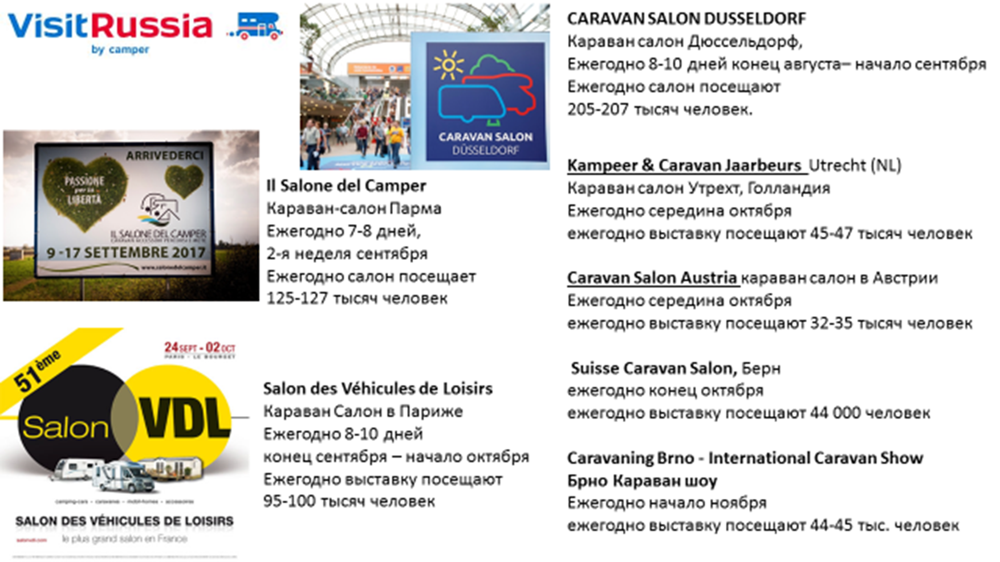 VisitRussia
by camper
CARAVAN SALON
DÜSSELDORF
ARRIVEDERCI
PASSIONE
per la
LIBERTÀ
IL SALONE DEL CAMPER
9 -17 SETTEMBRE 2017
www.salonedelcamper.it
Il Salone del Camper
Караван-салон Парма
Ежегодно 7-8 дней,
2-я неделя сентября
Ежегодно салон посещает
125-127 тысяч человек
51ème
24 SEPT - 02 OCT
PARIS - LE BOURGET
Salon VDL
camping-cars - caravanes - mobil-homes - accessoires
SALON DES VÉHICULES DE LOISIRS
salonvdl.com
le plus grand salon en France
Salon des Véhicules de Loisirs
Караван Салон в Париже
Ежегодно 8-10 дней
конец сентября – начало октября
Ежегодно выставку посещают
95-100 тысяч человек
CARAVAN SALON DUSSELDORF
Караван салон Дюссельдорф,
Ежегодно 8-10 дней конец августа– начало сентября
Ежегодно салон посещают
205-207 тысяч человек.
Kampeer & Caravan Jaarbeurs Utrecht (NL)
Караван салон Утрехт, Голландия
Ежегодно середина октября
ежегодно выставку посещают 45-47 тысяч человек
Caravan Salon Austria караван салон в Австрии
Ежегодно середина октября
ежегодно выставку посещают 32-35 тысяч человек
Suisse Caravan Salon, Берн
ежегодно конец октября
ежегодно выставку посещают 44 000 человек
Caravaning Brno - International Caravan Show
Брно Караван шоу
Ежегодно начало ноября
ежегодно выставку посещают 44-45 тыс. человек